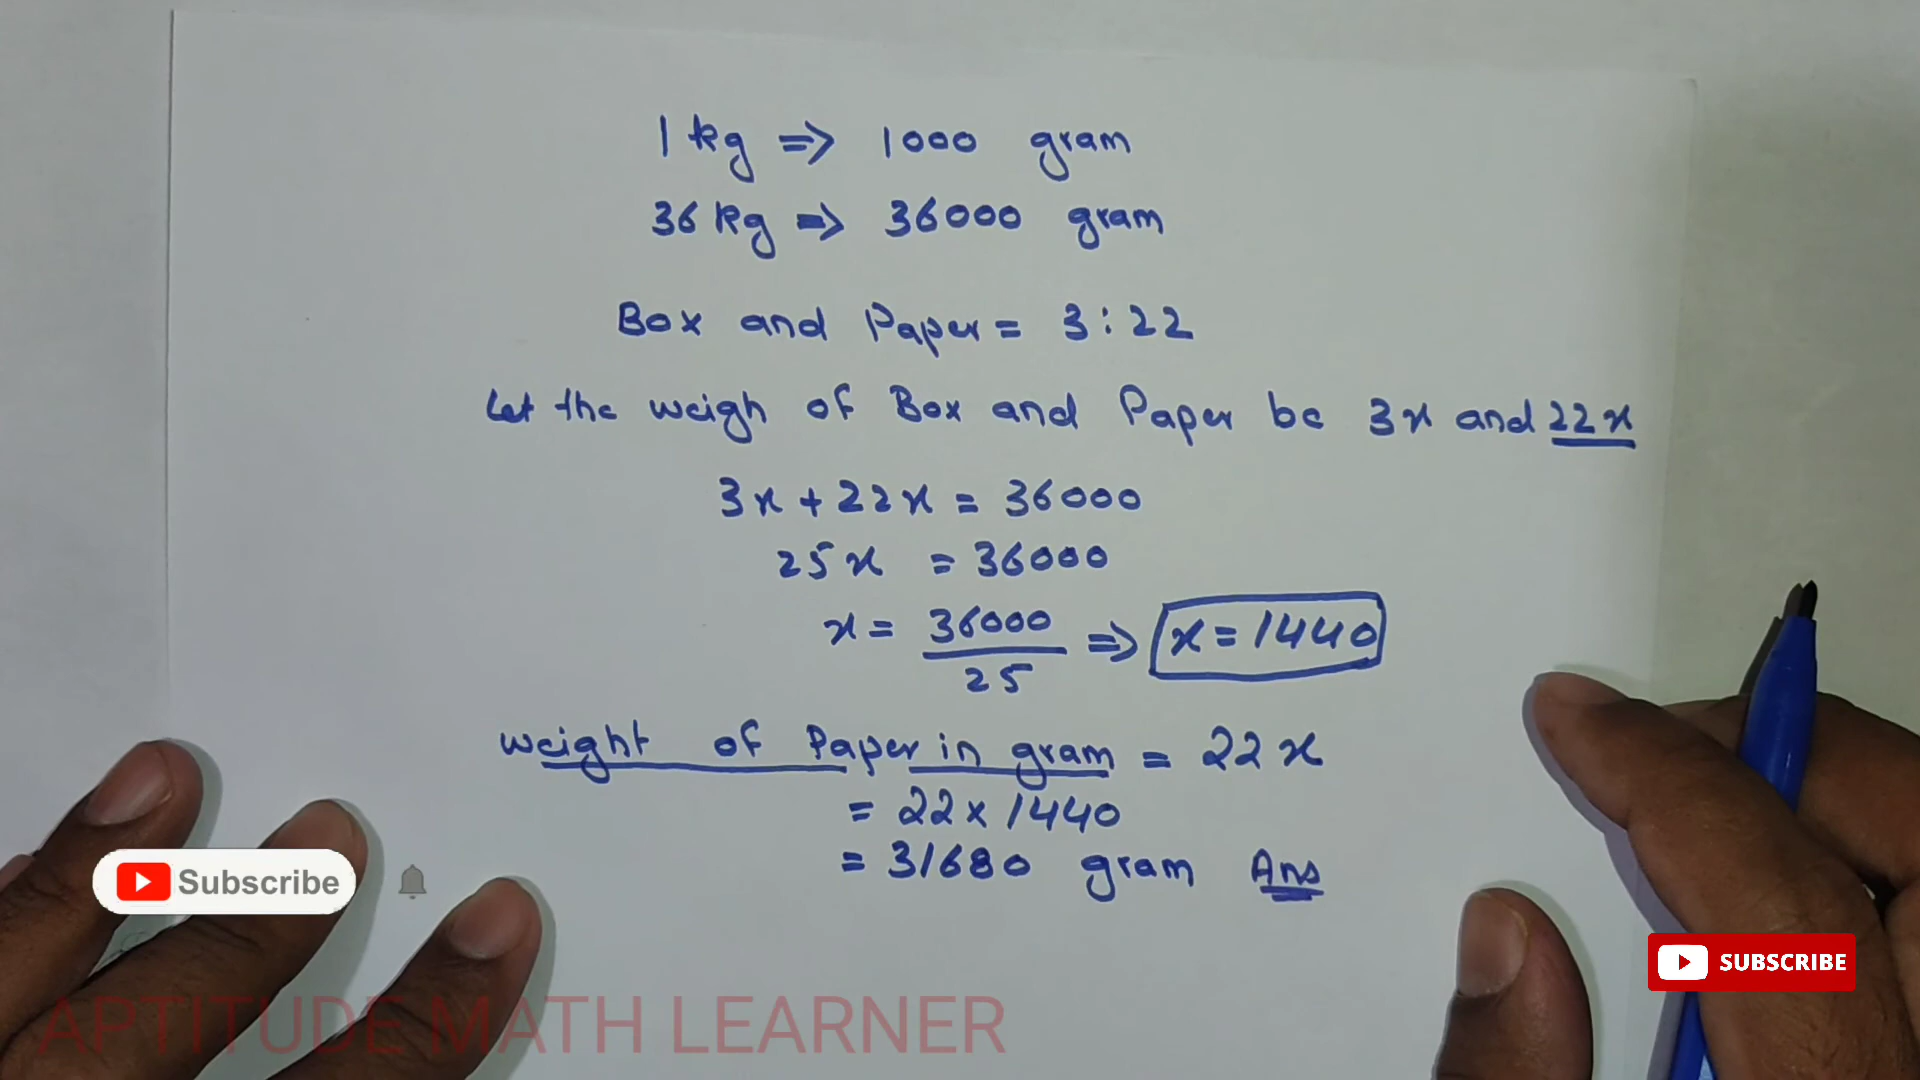 1 kg => 1000 gram
36 kg => 36000 gram
Box and Paper = 3:22
Let the weigh of Box and Paper be 3x and 22x
3x + 22x = 36000
25x = 36000
x = 36000/25 => x = 1440
weight of Paper in gram = 22x
= 22 x 1440
= 31680 gram Ans
Subscribe
SUBSCRIBE
APTITUDE MATH LEARNER